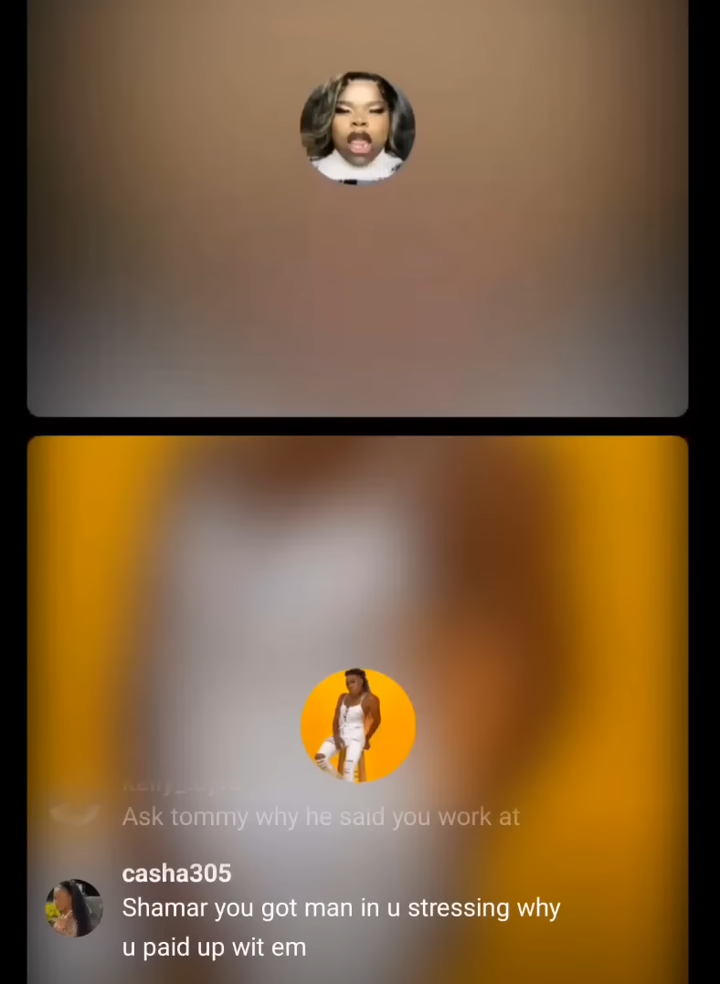 Ask tommy why he said you work at
casha305
Shamar you got man in u stressing why
u paid up wit em